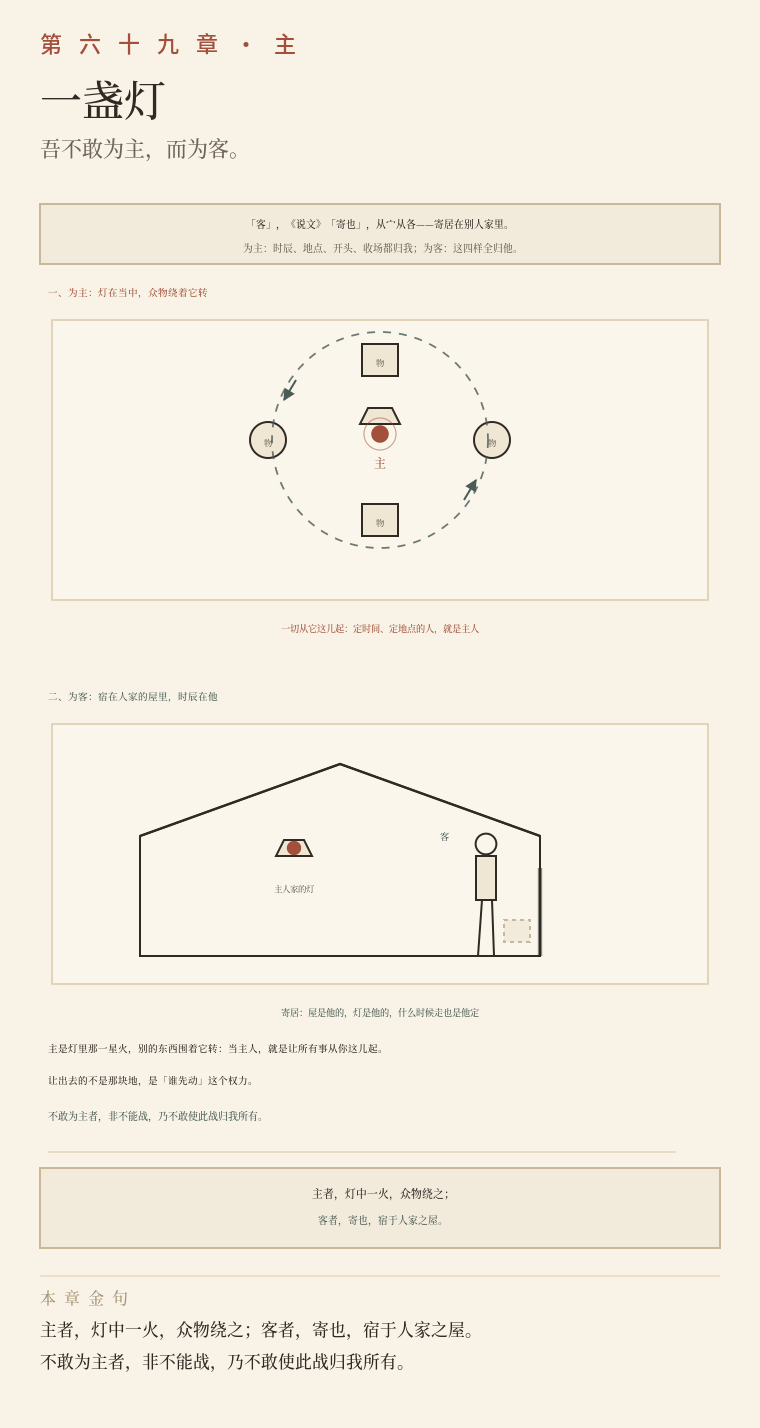 第六十九章·主
一盏灯
吾不敢为主，而为客。
「客」，《说文》「寄也」，从宀从各——寄居在别人家里。
为主：时辰、地点、开头、收场都归我；为客：这四样全归他。
一、为主：灯在当中，众物绕着它转
物
物
主
物
物
一切从它这儿起：定时间、定地点的人，就是主人
二、为客：宿在人家的屋里，时辰在他
客
主人家的灯
寄居：屋是他的，灯是他的，什么时候走也是他定
主是灯里那一星火，别的东西围着它转：当主人，就是让所有事从你这儿起。
让出去的不是那块地，是「谁先动」这个权力。
不敢为主者，非不能战，乃不敢使此战归我所有。
主者，灯中一火，众物绕之；
客者，寄也，宿于人家之屋。
本章金句
主者，灯中一火，众物绕之；客者，寄也，宿于人家之屋。
不敢为主者，非不能战，乃不敢使此战归我所有。